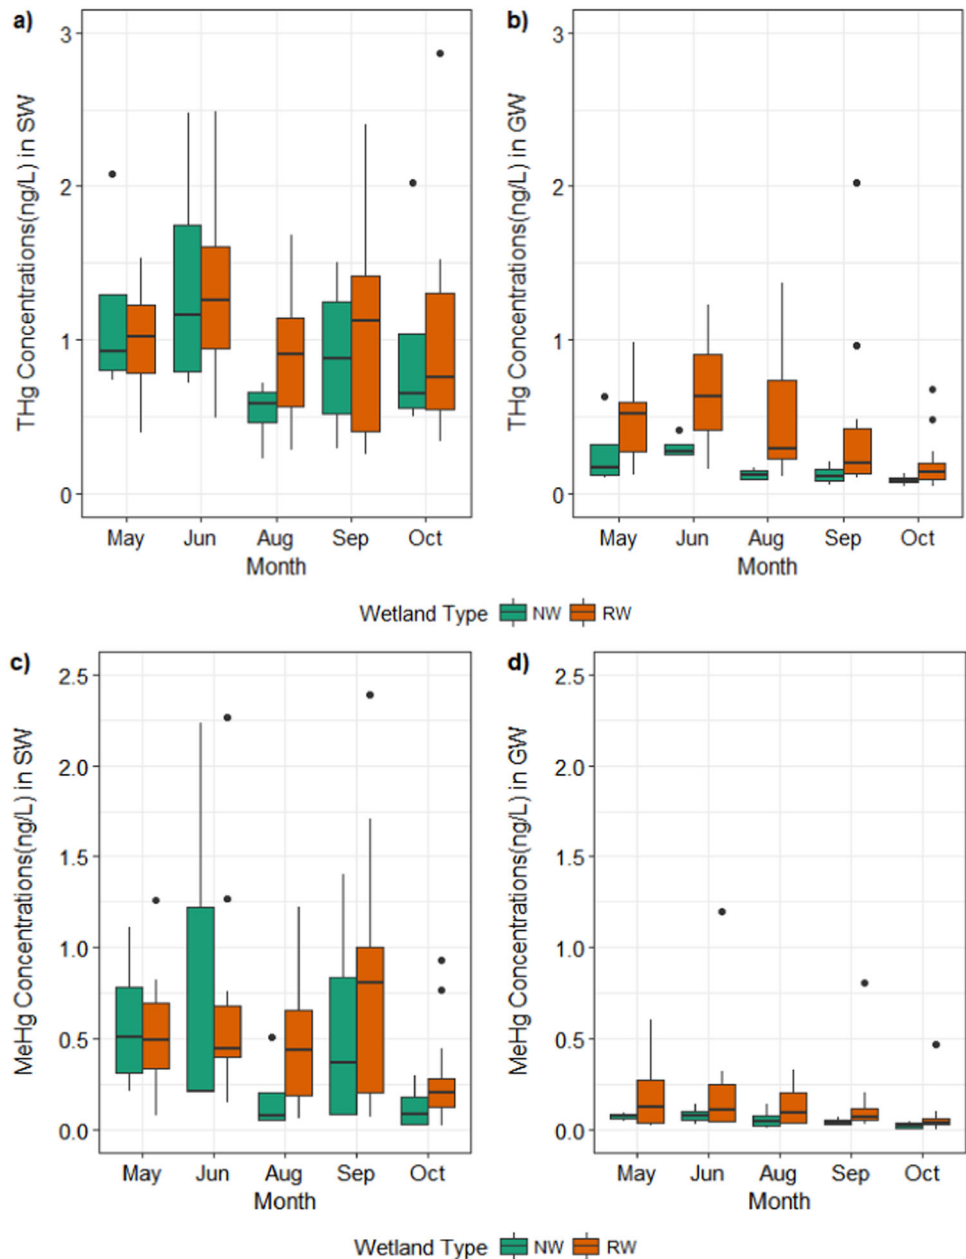 a)
THg Concentrations(ng/L) in SW
3
2
1
0
May Jun Aug Sep Oct
Month
b)
THg Concentrations(ng/L) in GW
3
2
1
0
May Jun Aug Sep Oct
Month
Wetland Type NW RW
c)
MeHg Concentrations(ng/L) in SW
2.5
2.0
1.5
1.0
0.5
0.0
May Jun Aug Sep Oct
Month
d)
MeHg Concentrations(ng/L) in GW
2.5
2.0
1.5
1.0
0.5
0.0
May Jun Aug Sep Oct
Month
Wetland Type NW RW